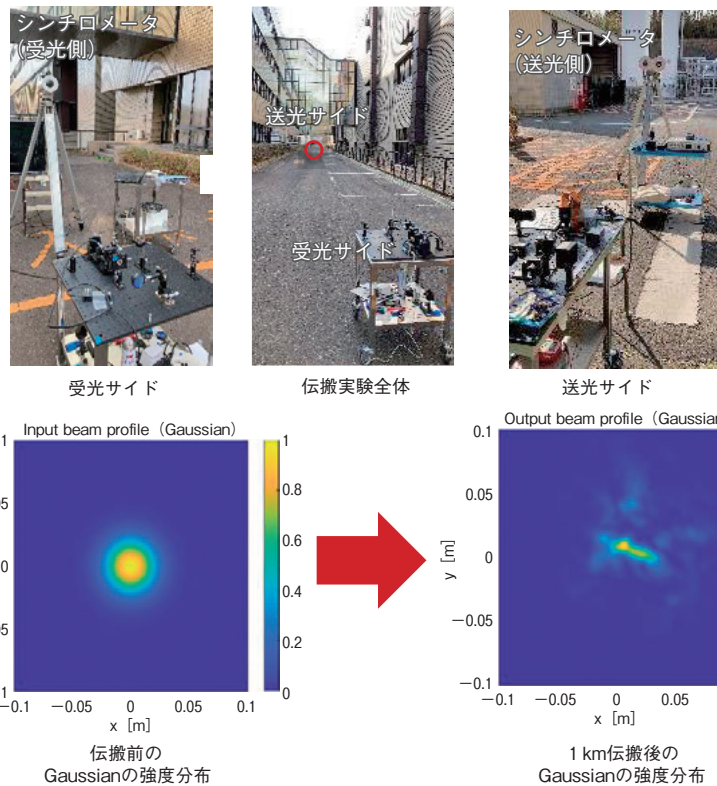 シンチロメータ
(受光側)
送光サイド
受光サイド
シンチロメータ
(送光側)
受光サイド
伝搬実験全体
送光サイド
Input beam profile（Gaussian）
1
05
0
05
1
−0.1 −0.05 0 0.05 0.1
x［m］
1
0.8
0.6
0.4
0.2
0
伝搬前の
Gaussianの強度分布
Output beam profile（Gaussian
0.1
0.05
0
−0.05
−0.1
y［m］
−0.1 −0.05 0 0.05
x［m］
1 km伝搬後の
Gaussianの強度分布